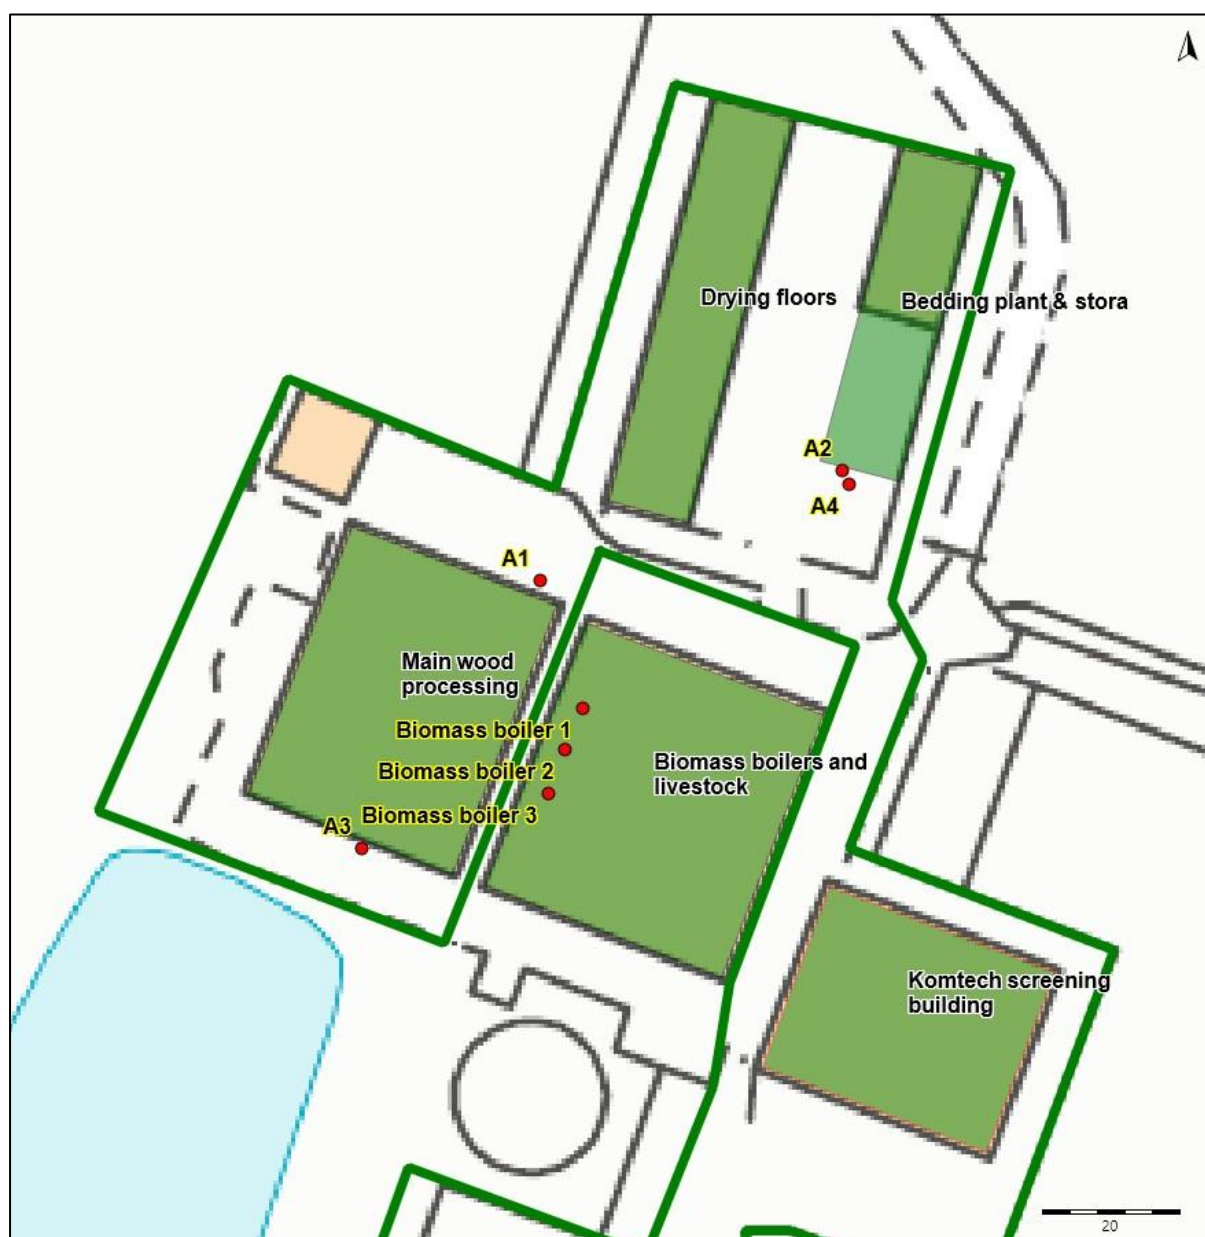 Drying floors
Bedding plant & stora
A2
A4
A1
Main wood
processing
Biomass boiler 1
Biomass boiler 2
Biomass boiler 3
Biomass boilers and
livestock
A3
Komtech screening
building
20